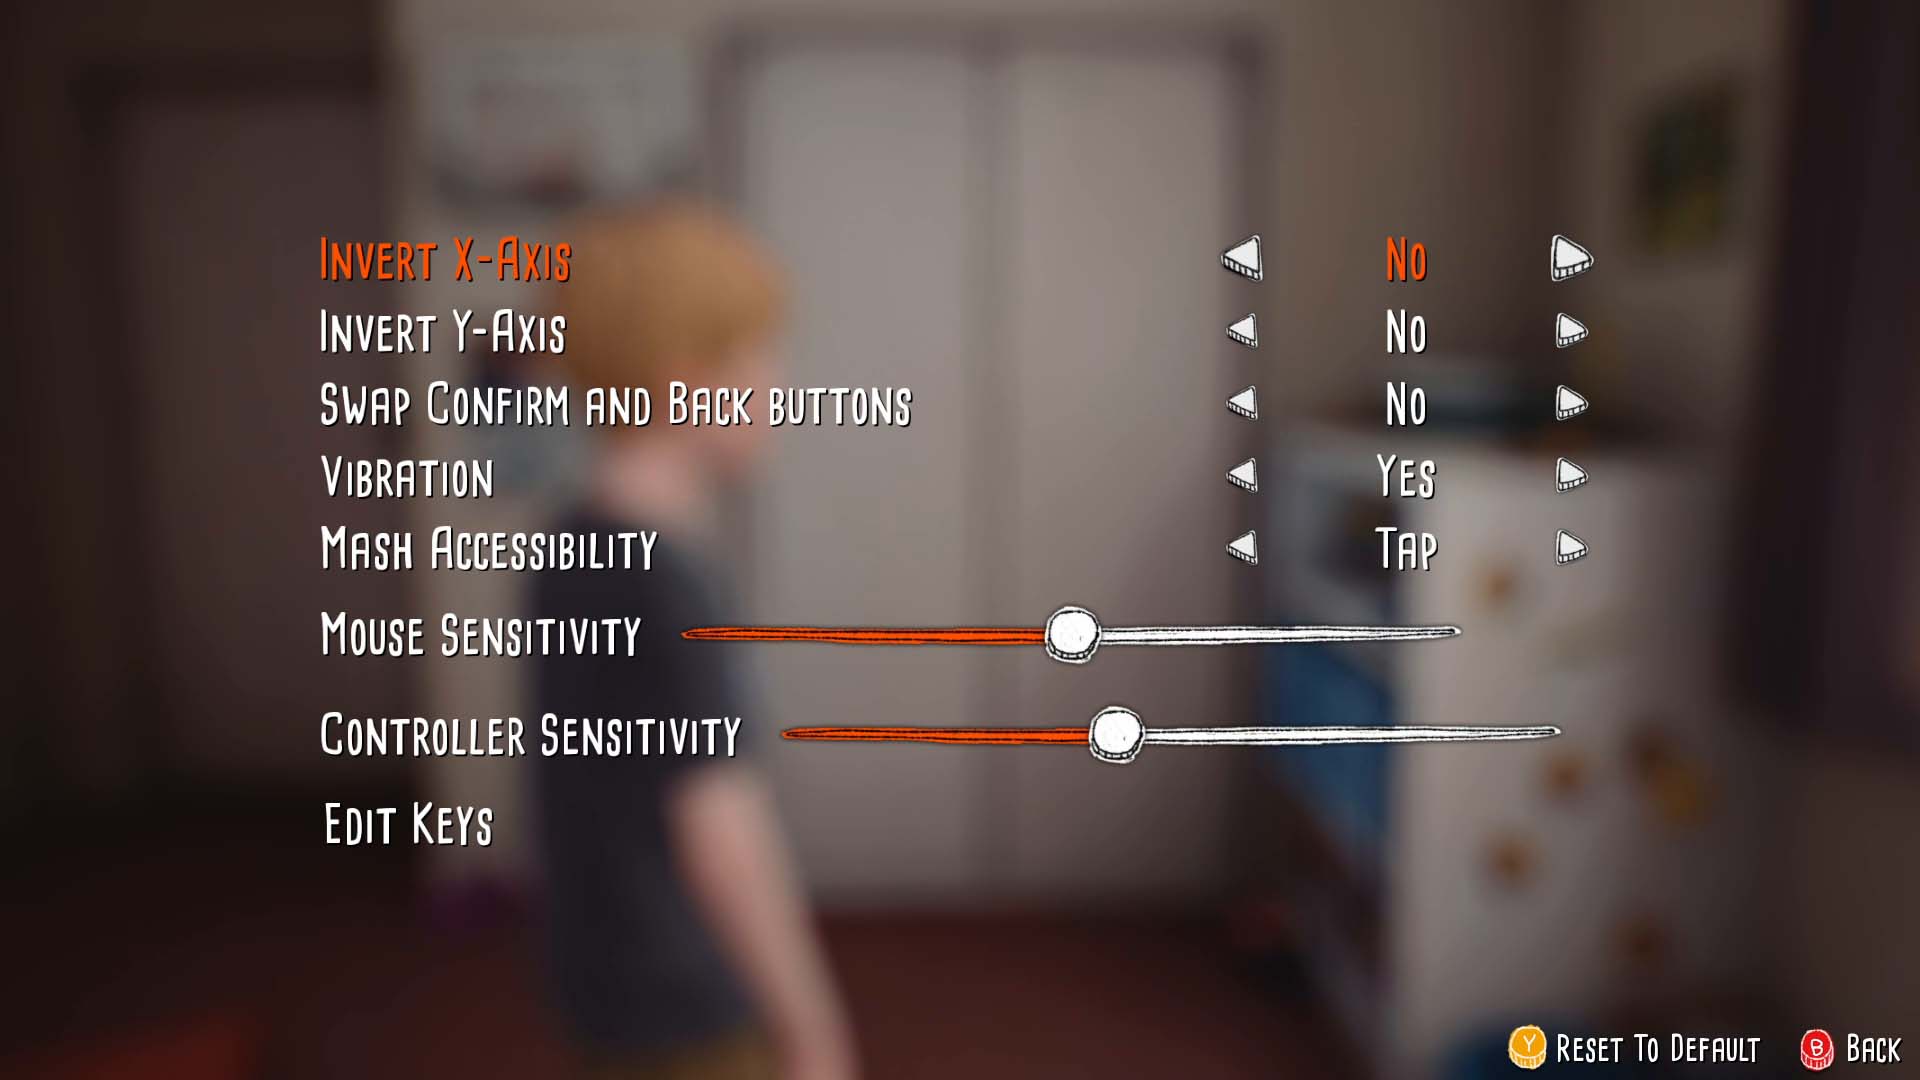 Invert X-Axis No
Invert Y-Axis No
Swap Confirm and Back buttons No
Vibration Yes
Mash Accessibility Tap
Mouse Sensitivity
Controller Sensitivity
Edit Keys
Y Reset To Default B Back